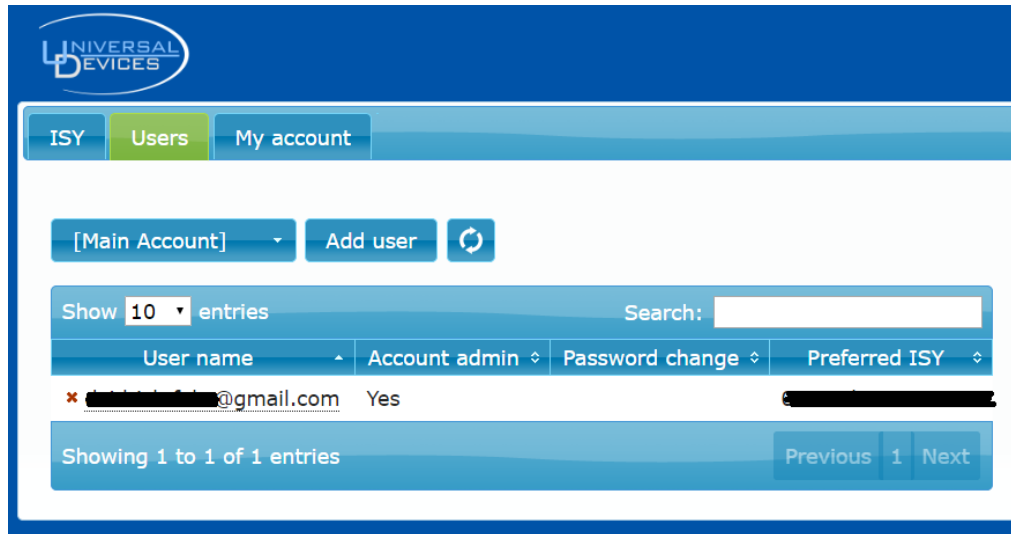 UNIVERSAL
DEVICES
ISY Users My account
[Main Account] Add user
Show 10 entries Search:
User name Account admin Password change Preferred ISY
@gmail.com Yes
Showing 1 to 1 of 1 entries Previous 1 Next